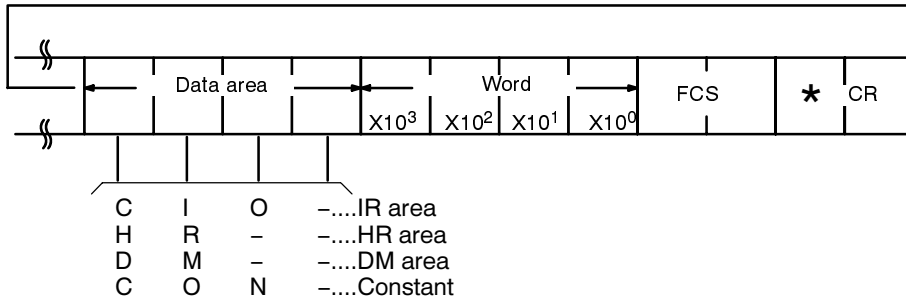 Data area Word FCS * CR
X10³ X10² X10¹ X10⁰
C I O –....IR area
H R – –....HR area
D M – –....DM area
C O N –....Constant